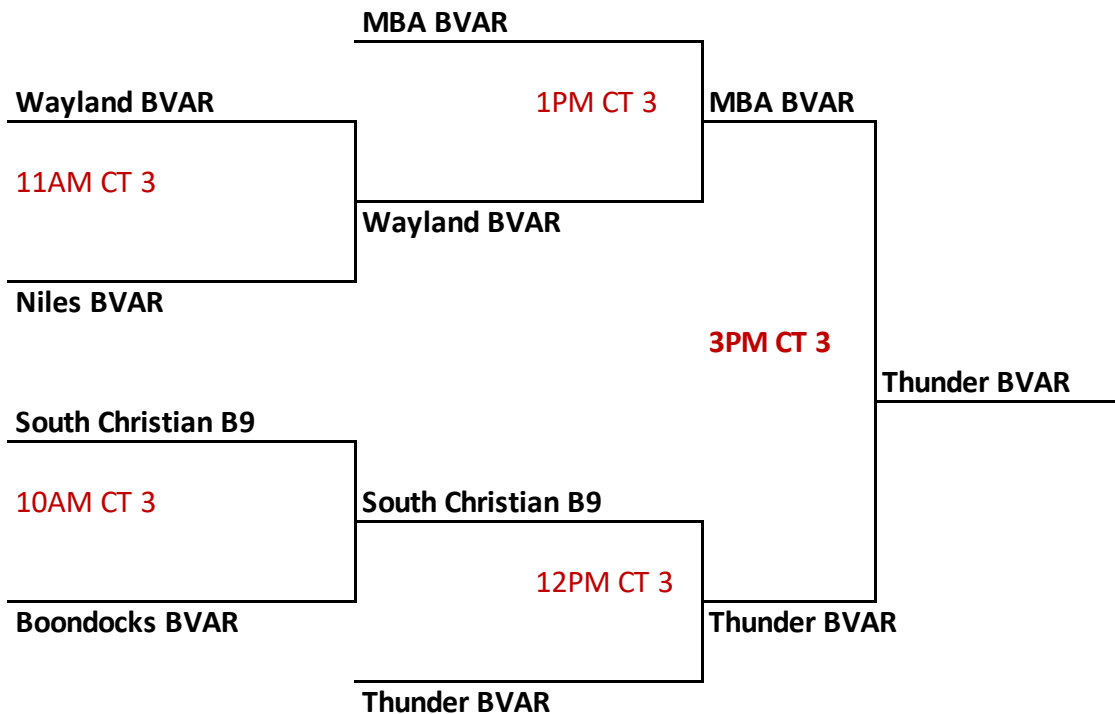 MBA BVAR
Wayland BVAR
1PM CT 3
MBA BVAR
11AM CT 3
Wayland BVAR
Niles BVAR
3PM CT 3
Thunder BVAR
South Christian B9
10AM CT 3
South Christian B9
12PM CT 3
Boondocks BVAR
Thunder BVAR
Thunder BVAR